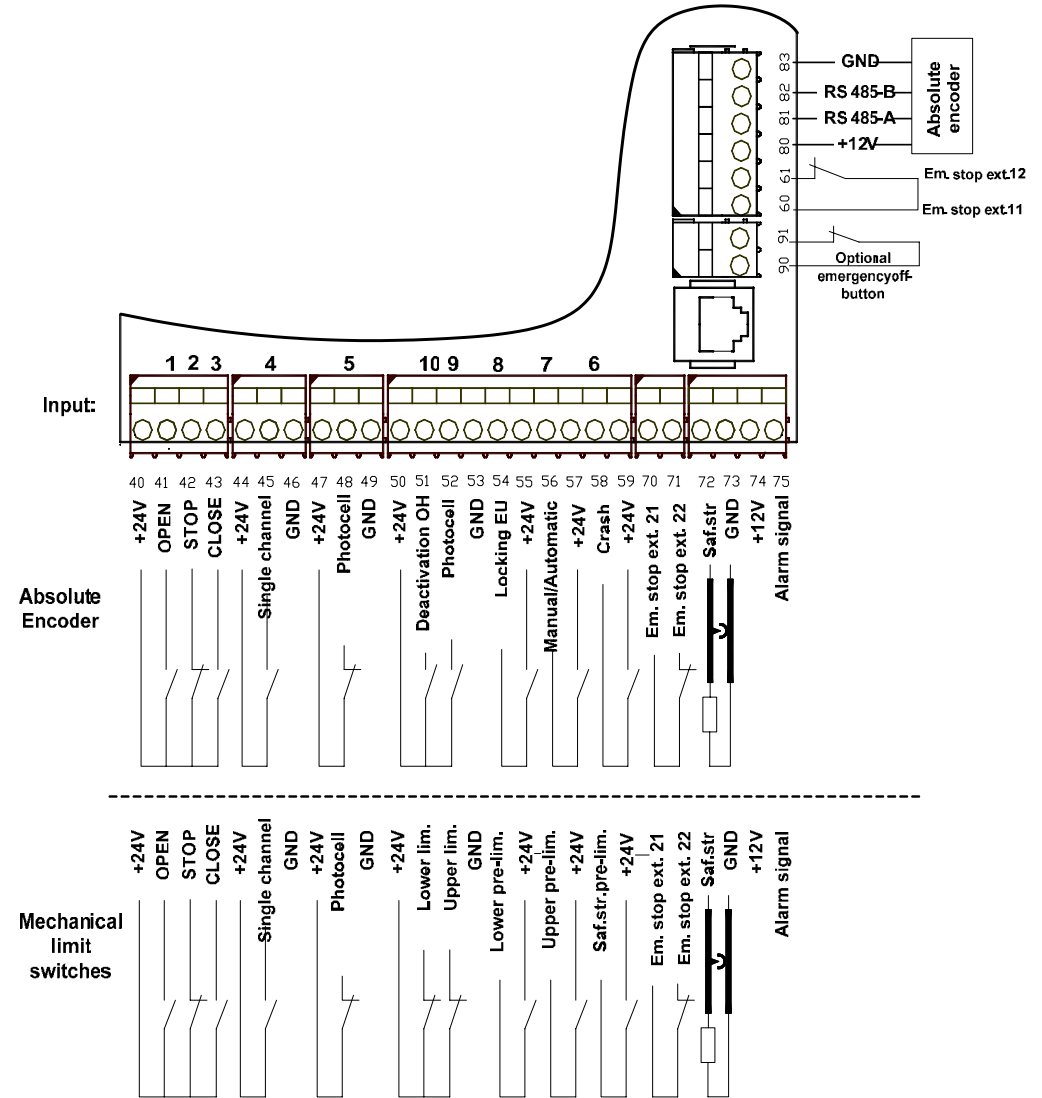 83 GND
82 RS 485-B
81 RS 485-A
80 +12V
Absolute
encoder
61 Em. stop ext.12
60 Em. stop ext.11
91
90
Optional
emergencyoff-
button
1 2 3 4 5 10 9 8 7 6
Input:
40 41 42 43 44 45 46 47 48 49 50 51 52 53 54 55 56 57 58 59 70 71 72 73 74 75
Absolute
Encoder
+24V
OPEN
STOP
CLOSE
+24V
Single channel
GND
+24V
Photocell
GND
+24V
Deactivation OH
Photocell
GND
Locking EU
+24V
Manual/Automatic
+24V
Crash
+24V
Em. stop ext. 21
Em. stop ext. 22
Saf.str
GND
+12V
Alarm signal
Mechanical
limit
switches
+24V
OPEN
STOP
CLOSE
+24V
Single channel
GND
+24V
Photocell
GND
+24V
Lower lim.
Upper lim.
GND
Lower pre-lim.
+24V
Upper pre-lim.
+24V
Saf.str.pre-lim.
+24V
Em. stop ext. 21
Em. stop ext. 22
Saf.str
GND
+12V
Alarm signal